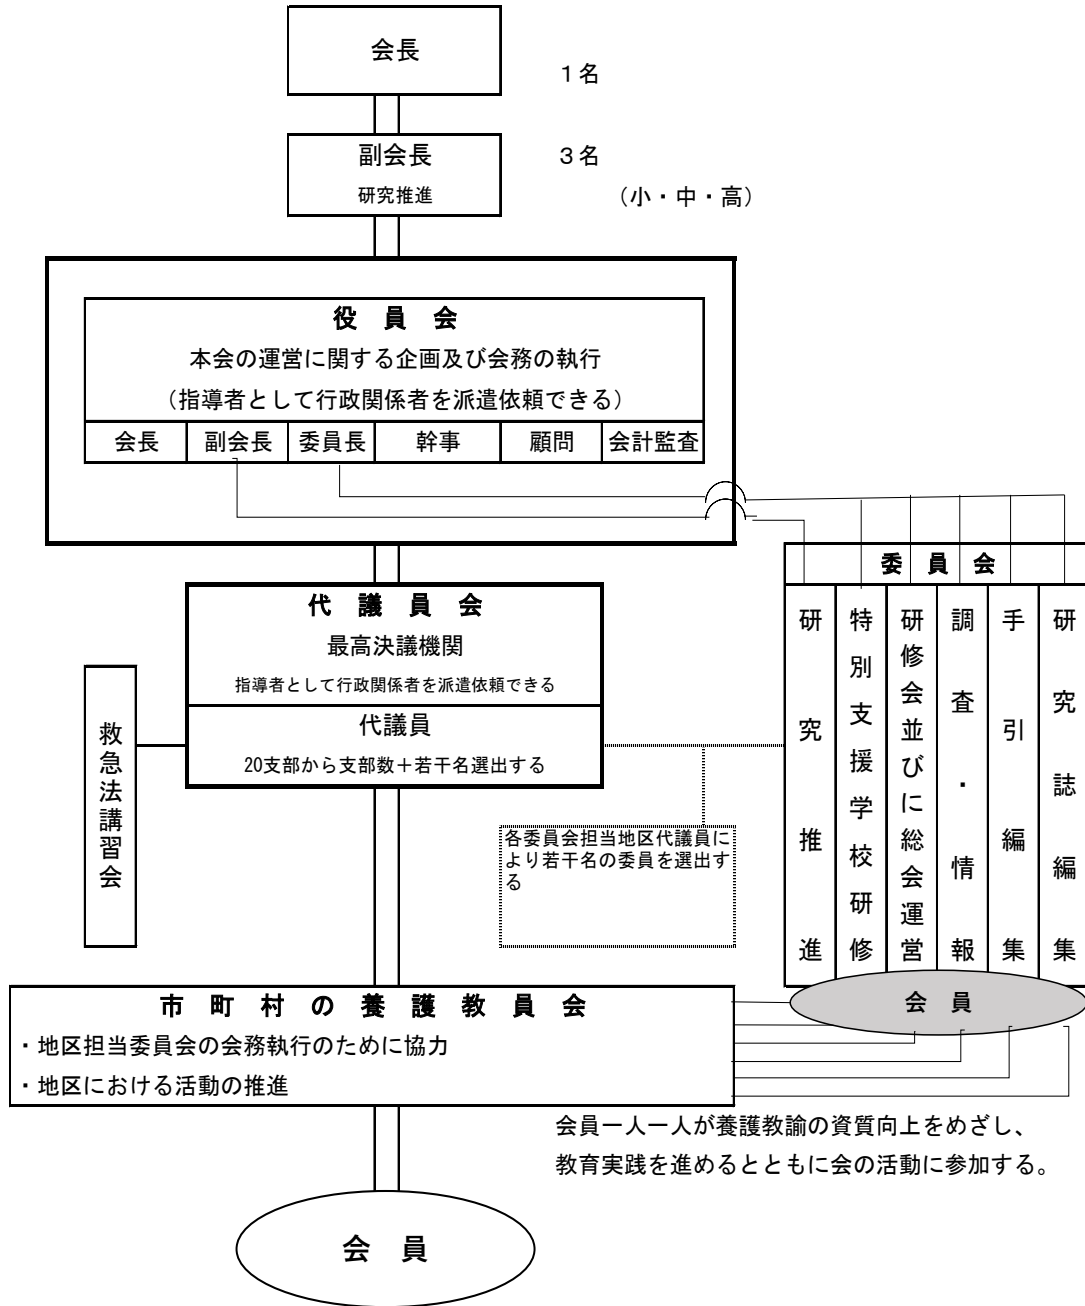 会長
１名
副会長
研究推進
３名
（小・中・高）
役 員 会
本会の運営に関する企画及び会務の執行
（指導者として行政関係者を派遣依頼できる）
会長 副会長 委員長 幹事 顧問 会計監査
代 議 員 会
最高決議機関
指導者として行政関係者を派遣依頼できる
代議員
20支部から支部数＋若干名選出する
救急法講習会
各委員会担当地区代議員に
より若干名の委員を選出す
る
委 員 会
研究推進
特別支援学校研修
研修会並びに総会運営
調査・情報
手引編集
研究誌編集
会 員
市 町 村 の 養 護 教 員 会
・地区担当委員会の会務執行のために協力
・地区における活動の推進
会員一人一人が養護教諭の資質向上をめざし、
教育実践を進めるとともに会の活動に参加する。
会 員